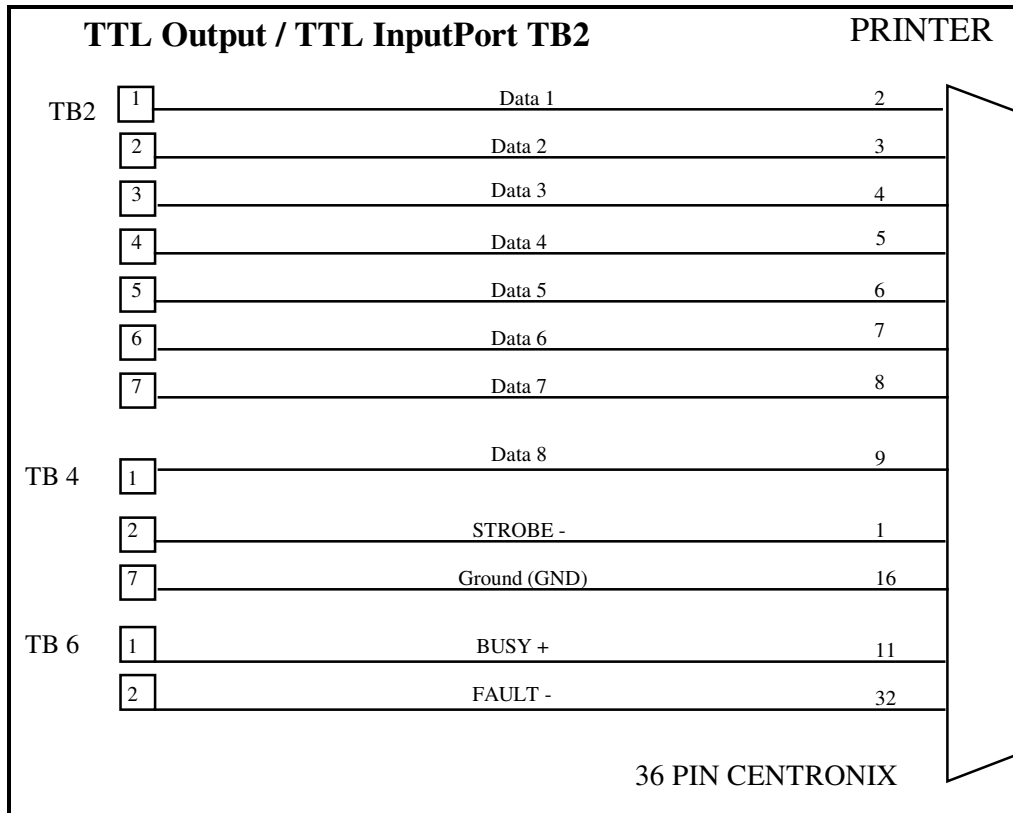 TTL Output / TTL InputPort TB2 PRINTER
TB2 1 Data 1 2
2 Data 2 3
3 Data 3 4
4 Data 4 5
5 Data 5 6
6 Data 6 7
7 Data 7 8
TB 4 1 Data 8 9
2 STROBE - 1
7 Ground (GND) 16
TB 6 1 BUSY + 11
2 FAULT - 32
36 PIN CENTRONIX